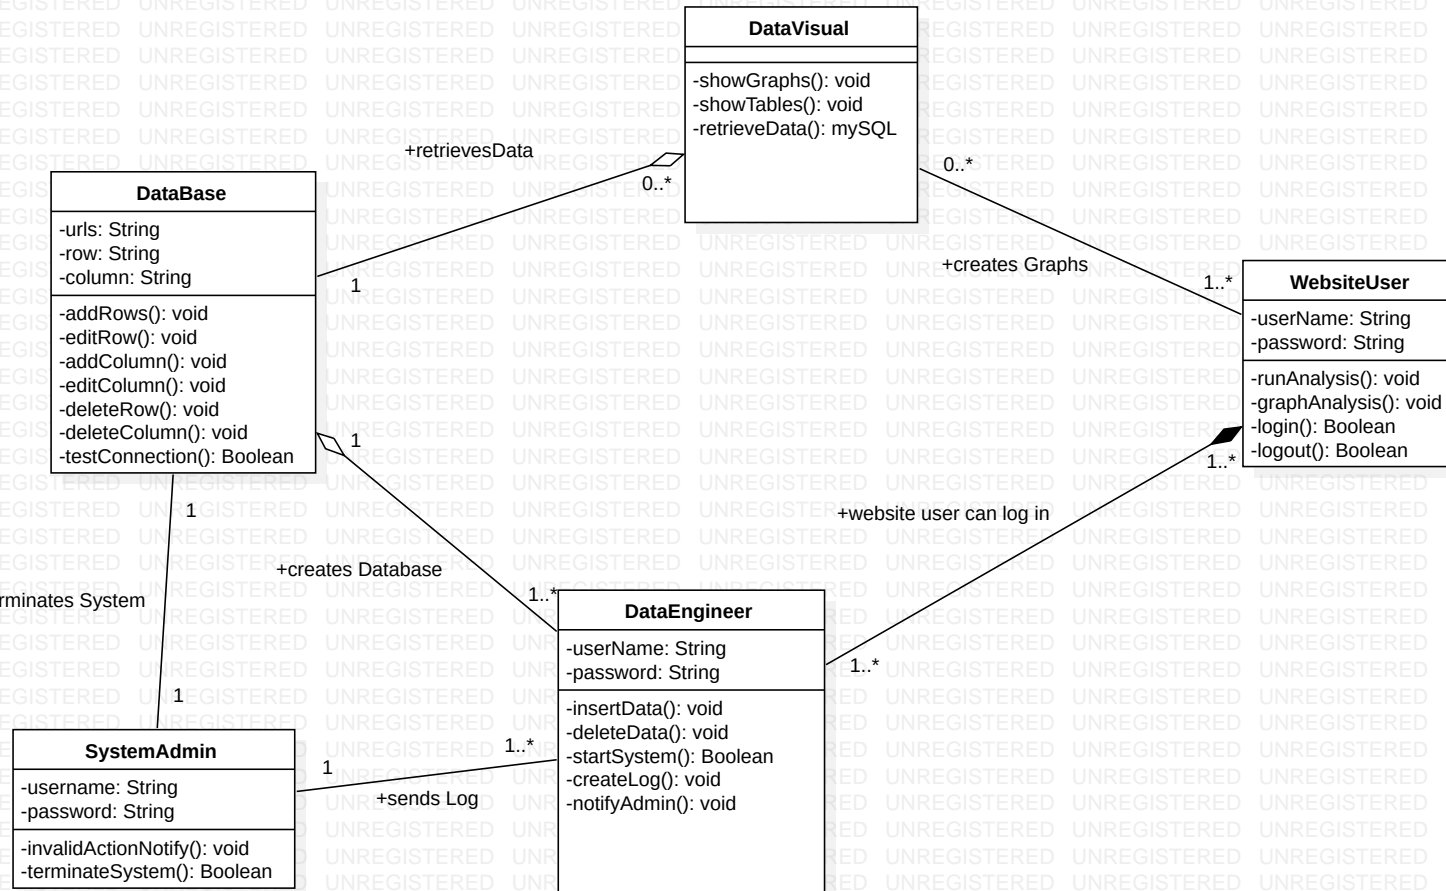 DataVisual
-showGraphs(): void
-showTables(): void
-retrieveData(): mySQL
+retrievesData
0..*
1
0..*
+creates Graphs
1..*
DataBase
-urls: String
-row: String
-column: String
-addRows(): void
-editRow(): void
-addColumn(): void
-editColumn(): void
-deleteRow(): void
-deleteColumn(): void
-testConnection(): Boolean
WebsiteUser
-userName: String
-password: String
-runAnalysis(): void
-graphAnalysis(): void
-login(): Boolean
-logout(): Boolean
1
1..*
1
+website user can log in
+creates Database
1..*
rminates System
1..*
1
DataEngineer
-userName: String
-password: String
-insertData(): void
-deleteData(): void
-startSystem(): Boolean
-createLog(): void
-notifyAdmin(): void
1..*
1
+sends Log
SystemAdmin
-username: String
-password: String
-invalidActionNotify(): void
-terminateSystem(): Boolean
UNREGISTERED